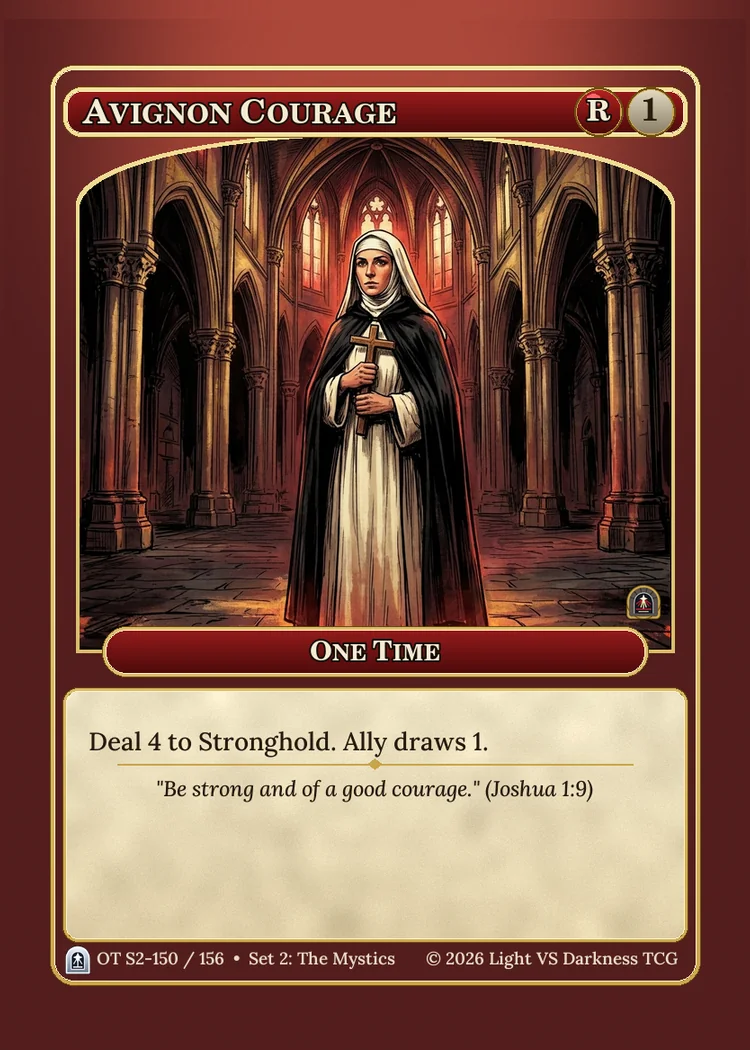 Avignon Courage R 1
One Time
Deal 4 to Stronghold. Ally draws 1.
"Be strong and of a good courage." (Joshua 1:9)
OT S2-150 / 156 • Set 2: The Mystics © 2026 Light VS Darkness TCG